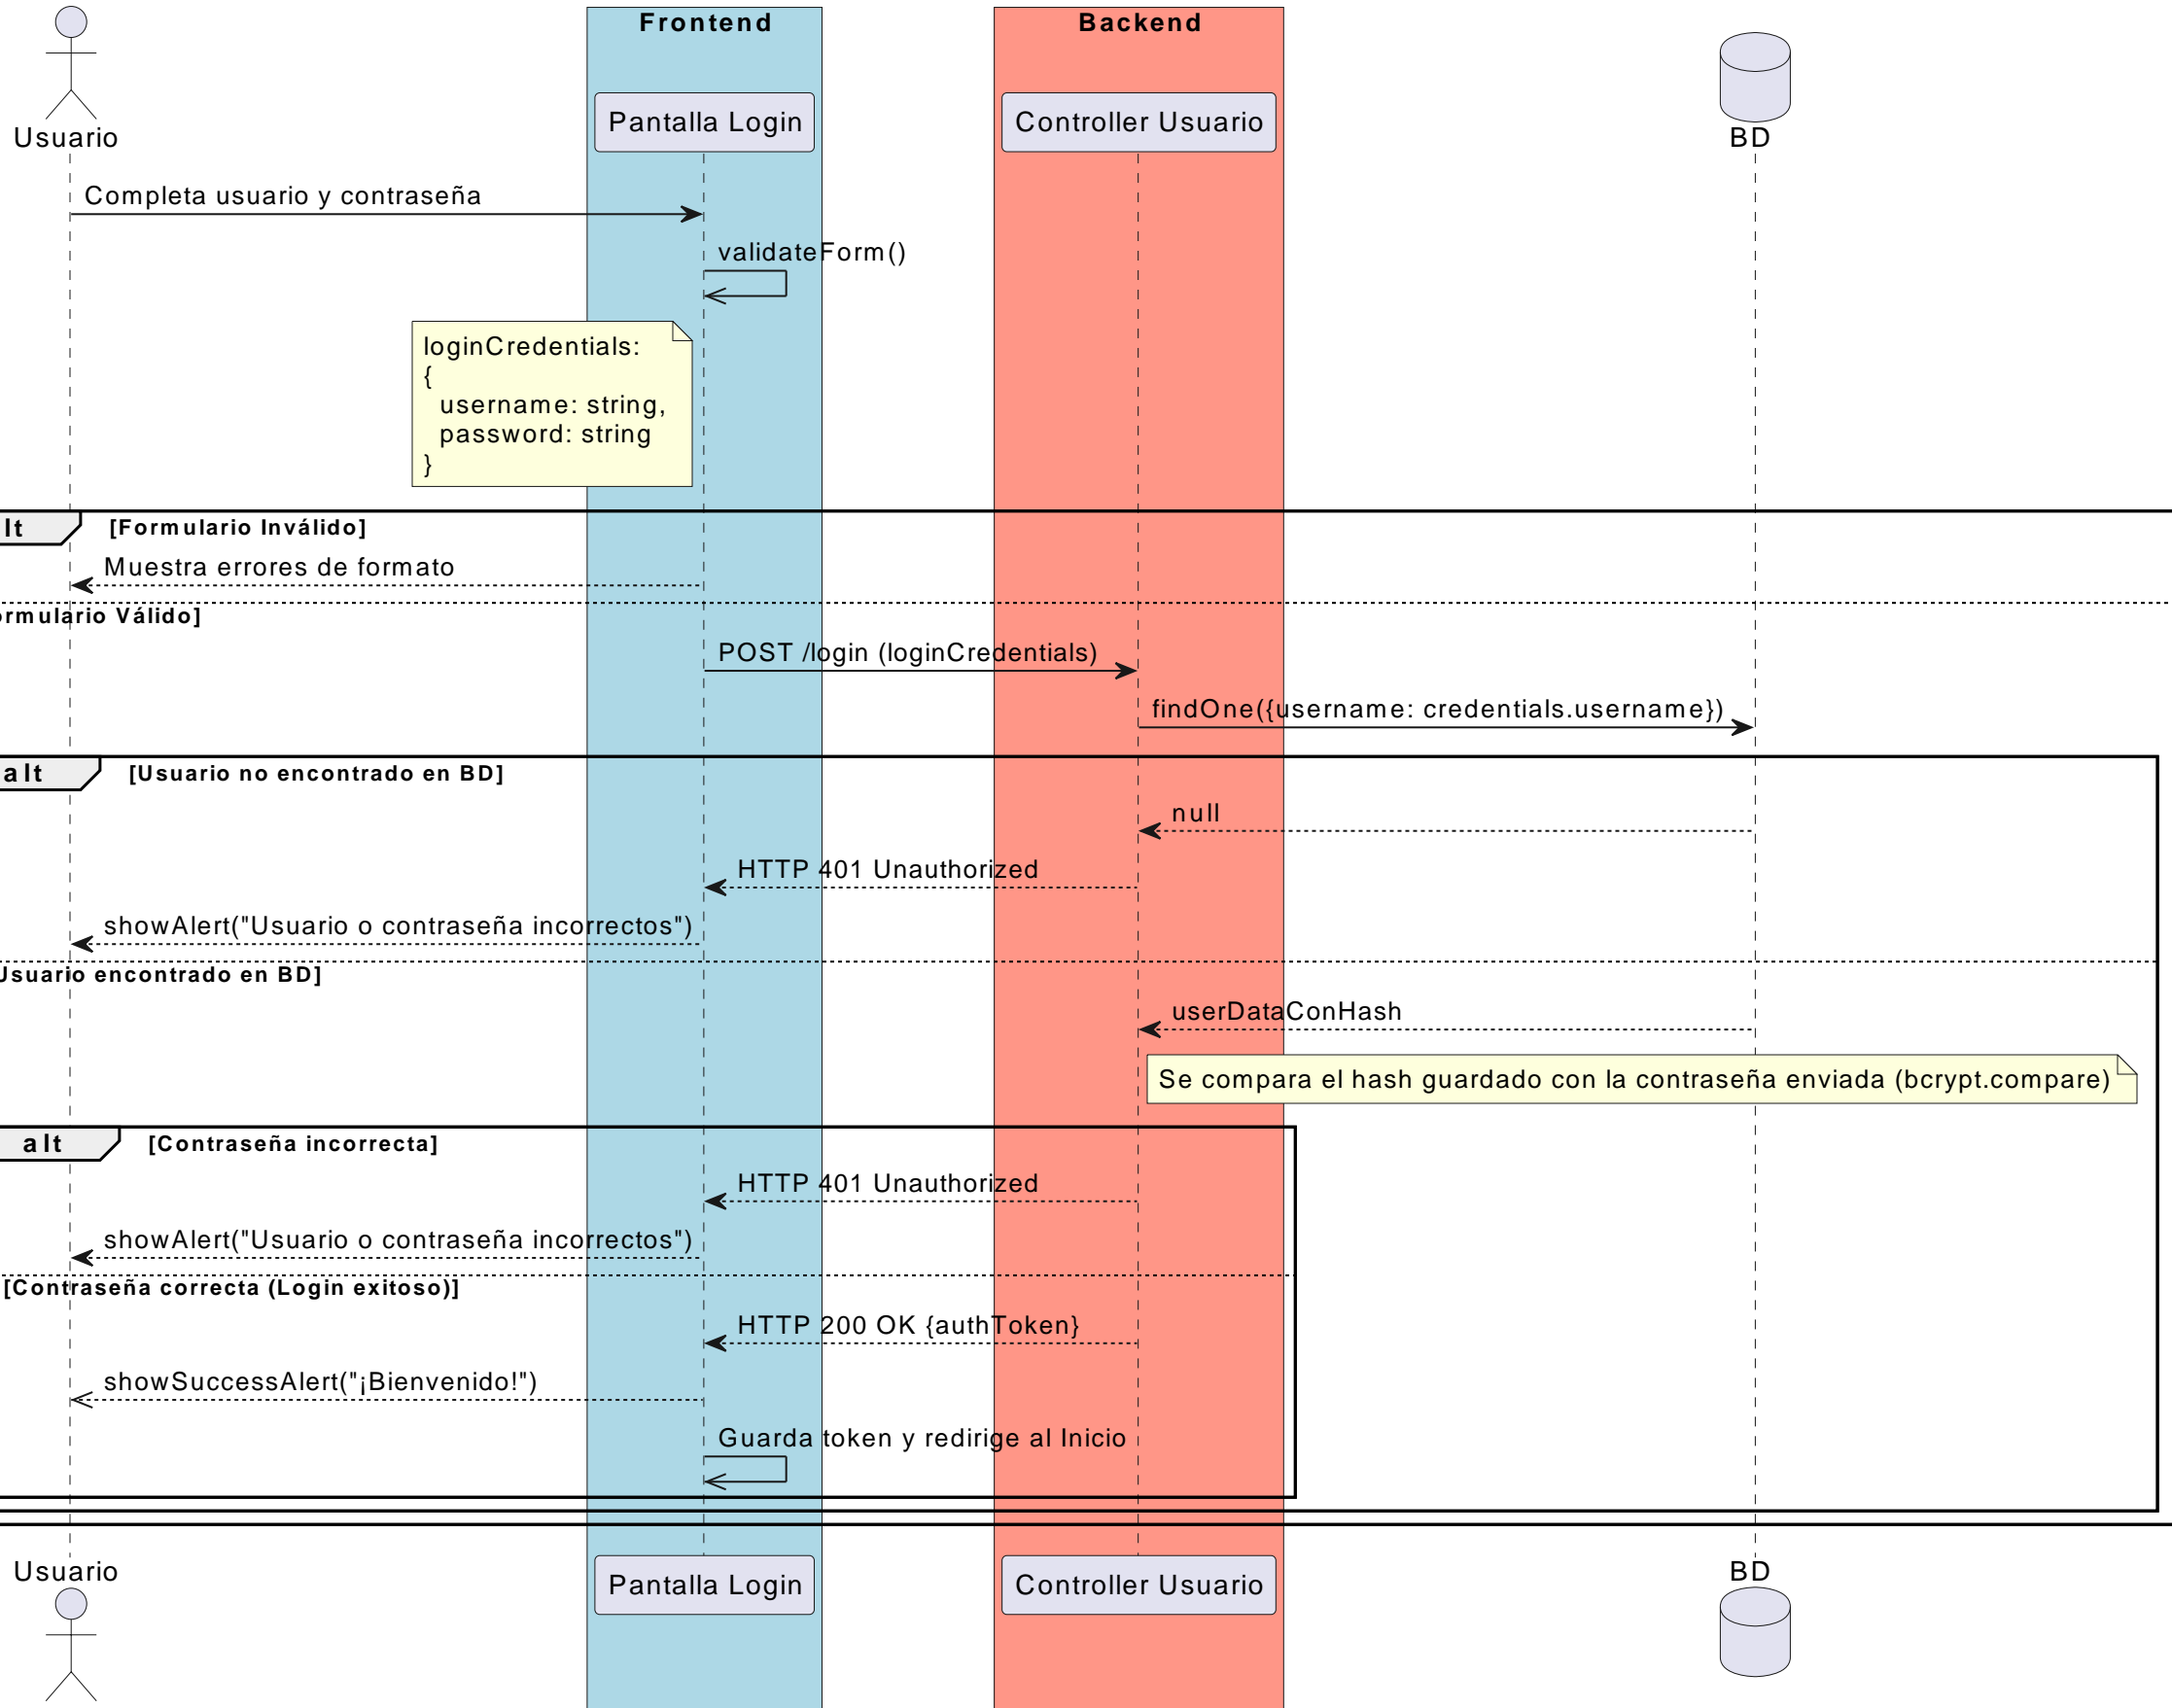 Frontend
Backend
Usuario
Pantalla Login
Controller Usuario
BD
Completa usuario y contraseña
validateForm()
loginCredentials:
{
username: string,
password: string
}
lt
[Formulario Inválido]
Muestra errores de formato
ormulario Válido]
POST /login (loginCredentials)
findOne({username: credentials.username})
alt
[Usuario no encontrado en BD]
null
HTTP 401 Unauthorized
showAlert("Usuario o contraseña incorrectos")
Usuario encontrado en BD]
userDataConHash
Se compara el hash guardado con la contraseña enviada (bcrypt.compare)
alt
[Contraseña incorrecta]
HTTP 401 Unauthorized
showAlert("Usuario o contraseña incorrectos")
[Contraseña correcta (Login exitoso)]
HTTP 200 OK {authToken}
showSuccessAlert("¡Bienvenido!")
Guarda token y redirige al Inicio
Usuario
Pantalla Login
Controller Usuario
BD